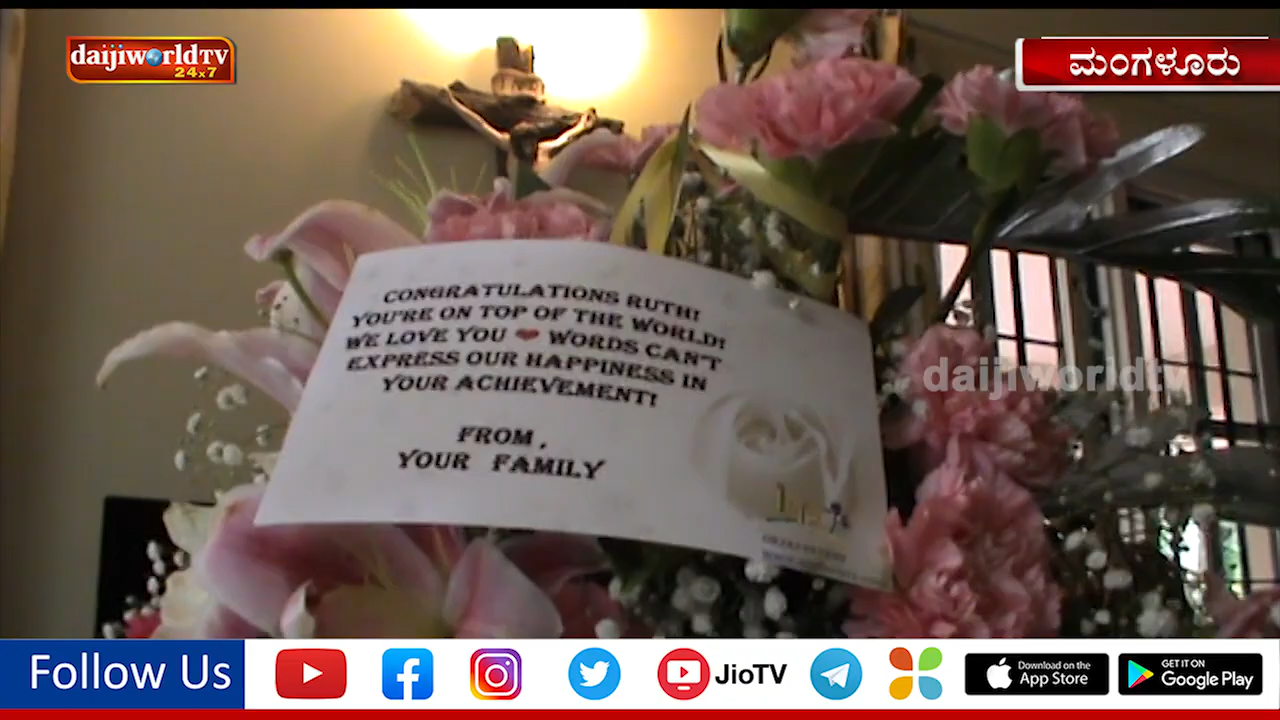 daijiworldTV
24x7
ಮಂಗಳೂರು
CONGRATULATIONS RUTH!
YOU'RE ON TOP OF THE WORLD!
WE LOVE YOU ❤ WORDS CAN'T
EXPRESS OUR HAPPINESS IN
YOUR ACHIEVEMENT!
FROM,
YOUR FAMILY
daijiworldtv
Follow Us
JioTV
Download on the
App Store
GET IT ON
Google Play